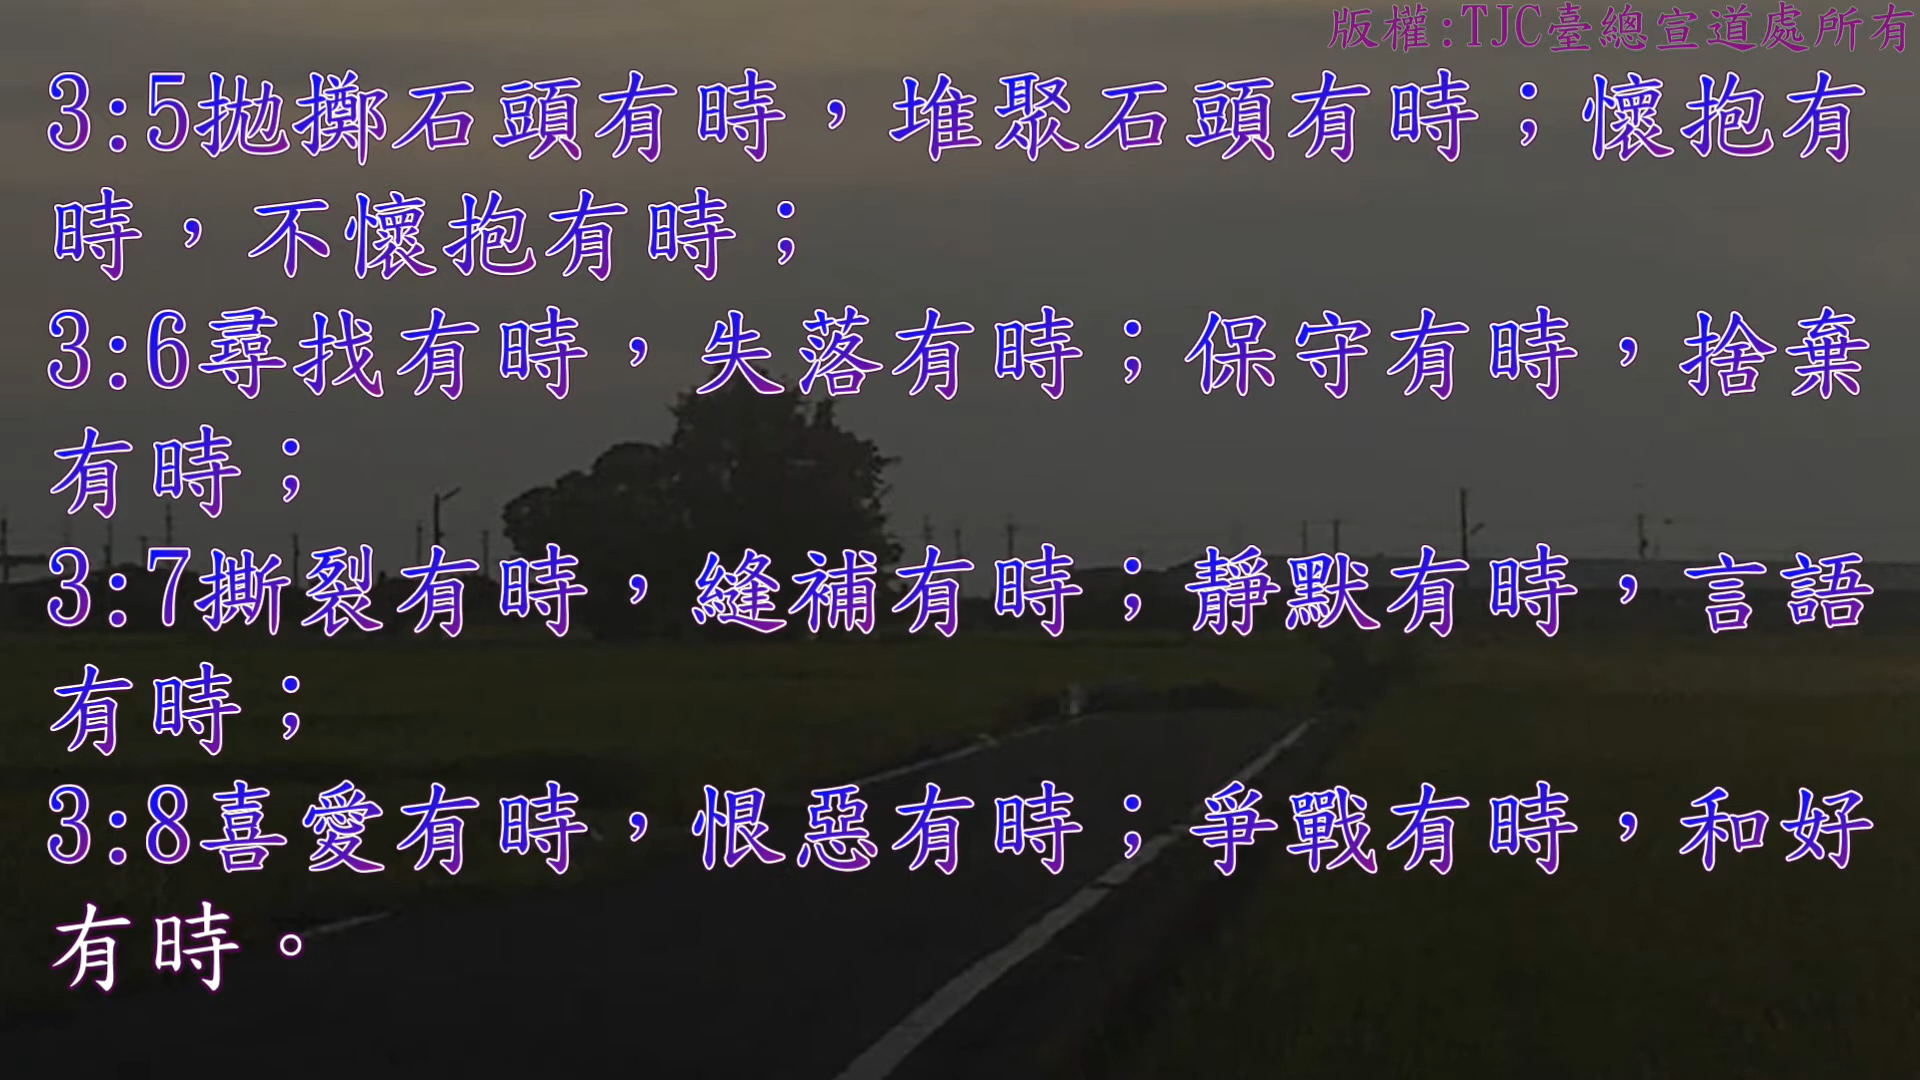 版權:TJC臺總宣道處所有
3:5拋擲石頭有時，堆聚石頭有時；懷抱有
時，不懷抱有時；
3:6尋找有時，失落有時；保守有時，捨棄
有時；
3:7撕裂有時，縫補有時；靜默有時，言語
有時；
3:8喜愛有時，恨惡有時；爭戰有時，和好
有時。